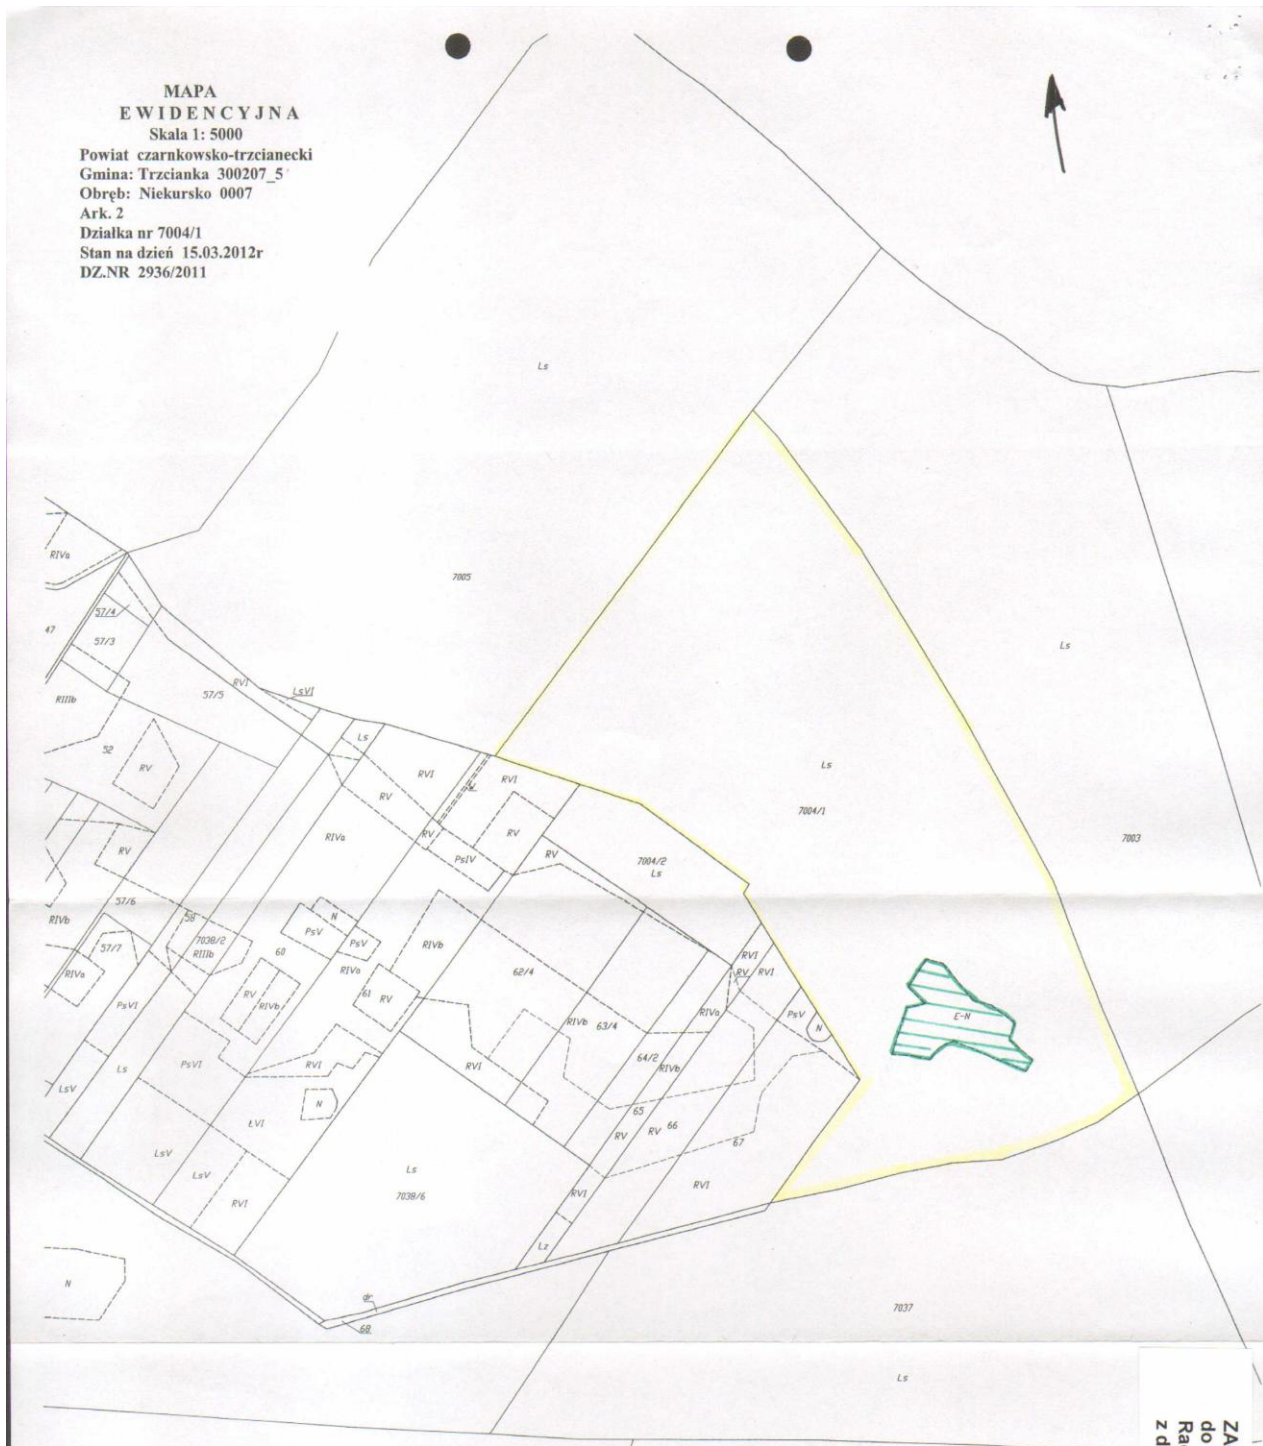 MAPA
EWIDENCYJNA
Skala 1: 5000
Powiat czarnkowsko-trzcianecki
Gmina: Trzcianka 300207_5
Obręb: Niekursko 0007
Ark. 2
Działka nr 7004/1
Stan na dzień 15.03.2012r
DZ.NR 2936/2011
Ls
7005
Ls
Ls
7004/1
7003
RIVa
57/4
47
57/3
RIIIb
57/5
RVI
LsVI
52
RV
Ls
RVI
RV
RVI
RV
RV
PsIV
RV
7004/2
Ls
RIVa
RV
57/6
58
RIVb
57/7
7038/2
RIIIb
60
N
PsV
PsV
RIVb
RIVa
RIVa
61
RV
RV
RIVb
62/4
RVI
RV
RVI
PsVI
PsV
N
RIVa
RIVb
63/4
64/2
RIVb
E-N
Ls
PsVI
RVI
RVI
LsV
N
65
RV
RV
66
67
ŁVI
LsV
LsV
RVI
Ls
7038/6
RVI
RVI
Lz
N
dr
68
7037
Ls
ZA
do
Ra
z d